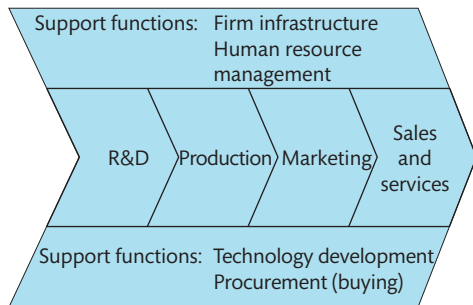 Support functions: Firm infrastructure
Human resource
management
R&D
Production
Marketing
Sales
and
services
Support functions: Technology development
Procurement (buying)